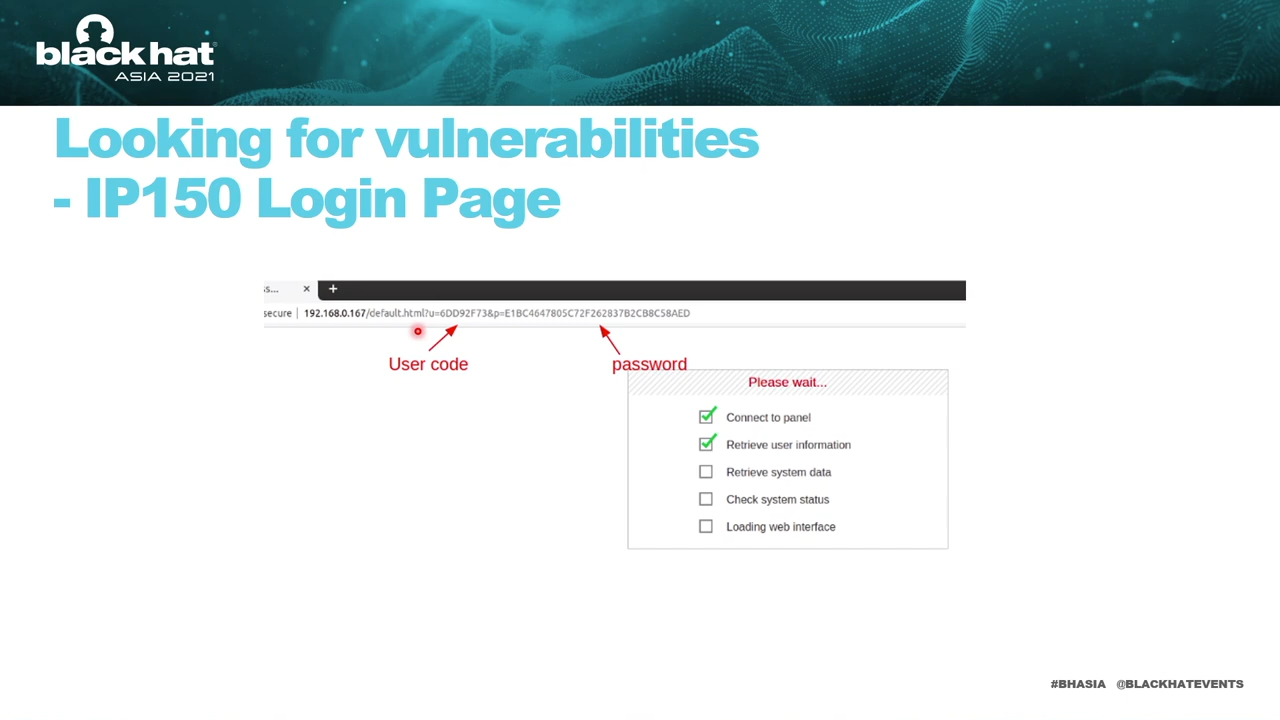 black hat
ASIA 2021
Looking for vulnerabilities
- IP150 Login Page
ss...
secure
192.168.0.167/default.html?u=6DD92F73&p=E1BC4647805C72F262837B2CB8C58AED
User code
password
Please wait...
Connect to panel
Retrieve user information
Retrieve system data
Check system status
Loading web interface
#BHASIA @BLACKHATEVENTS